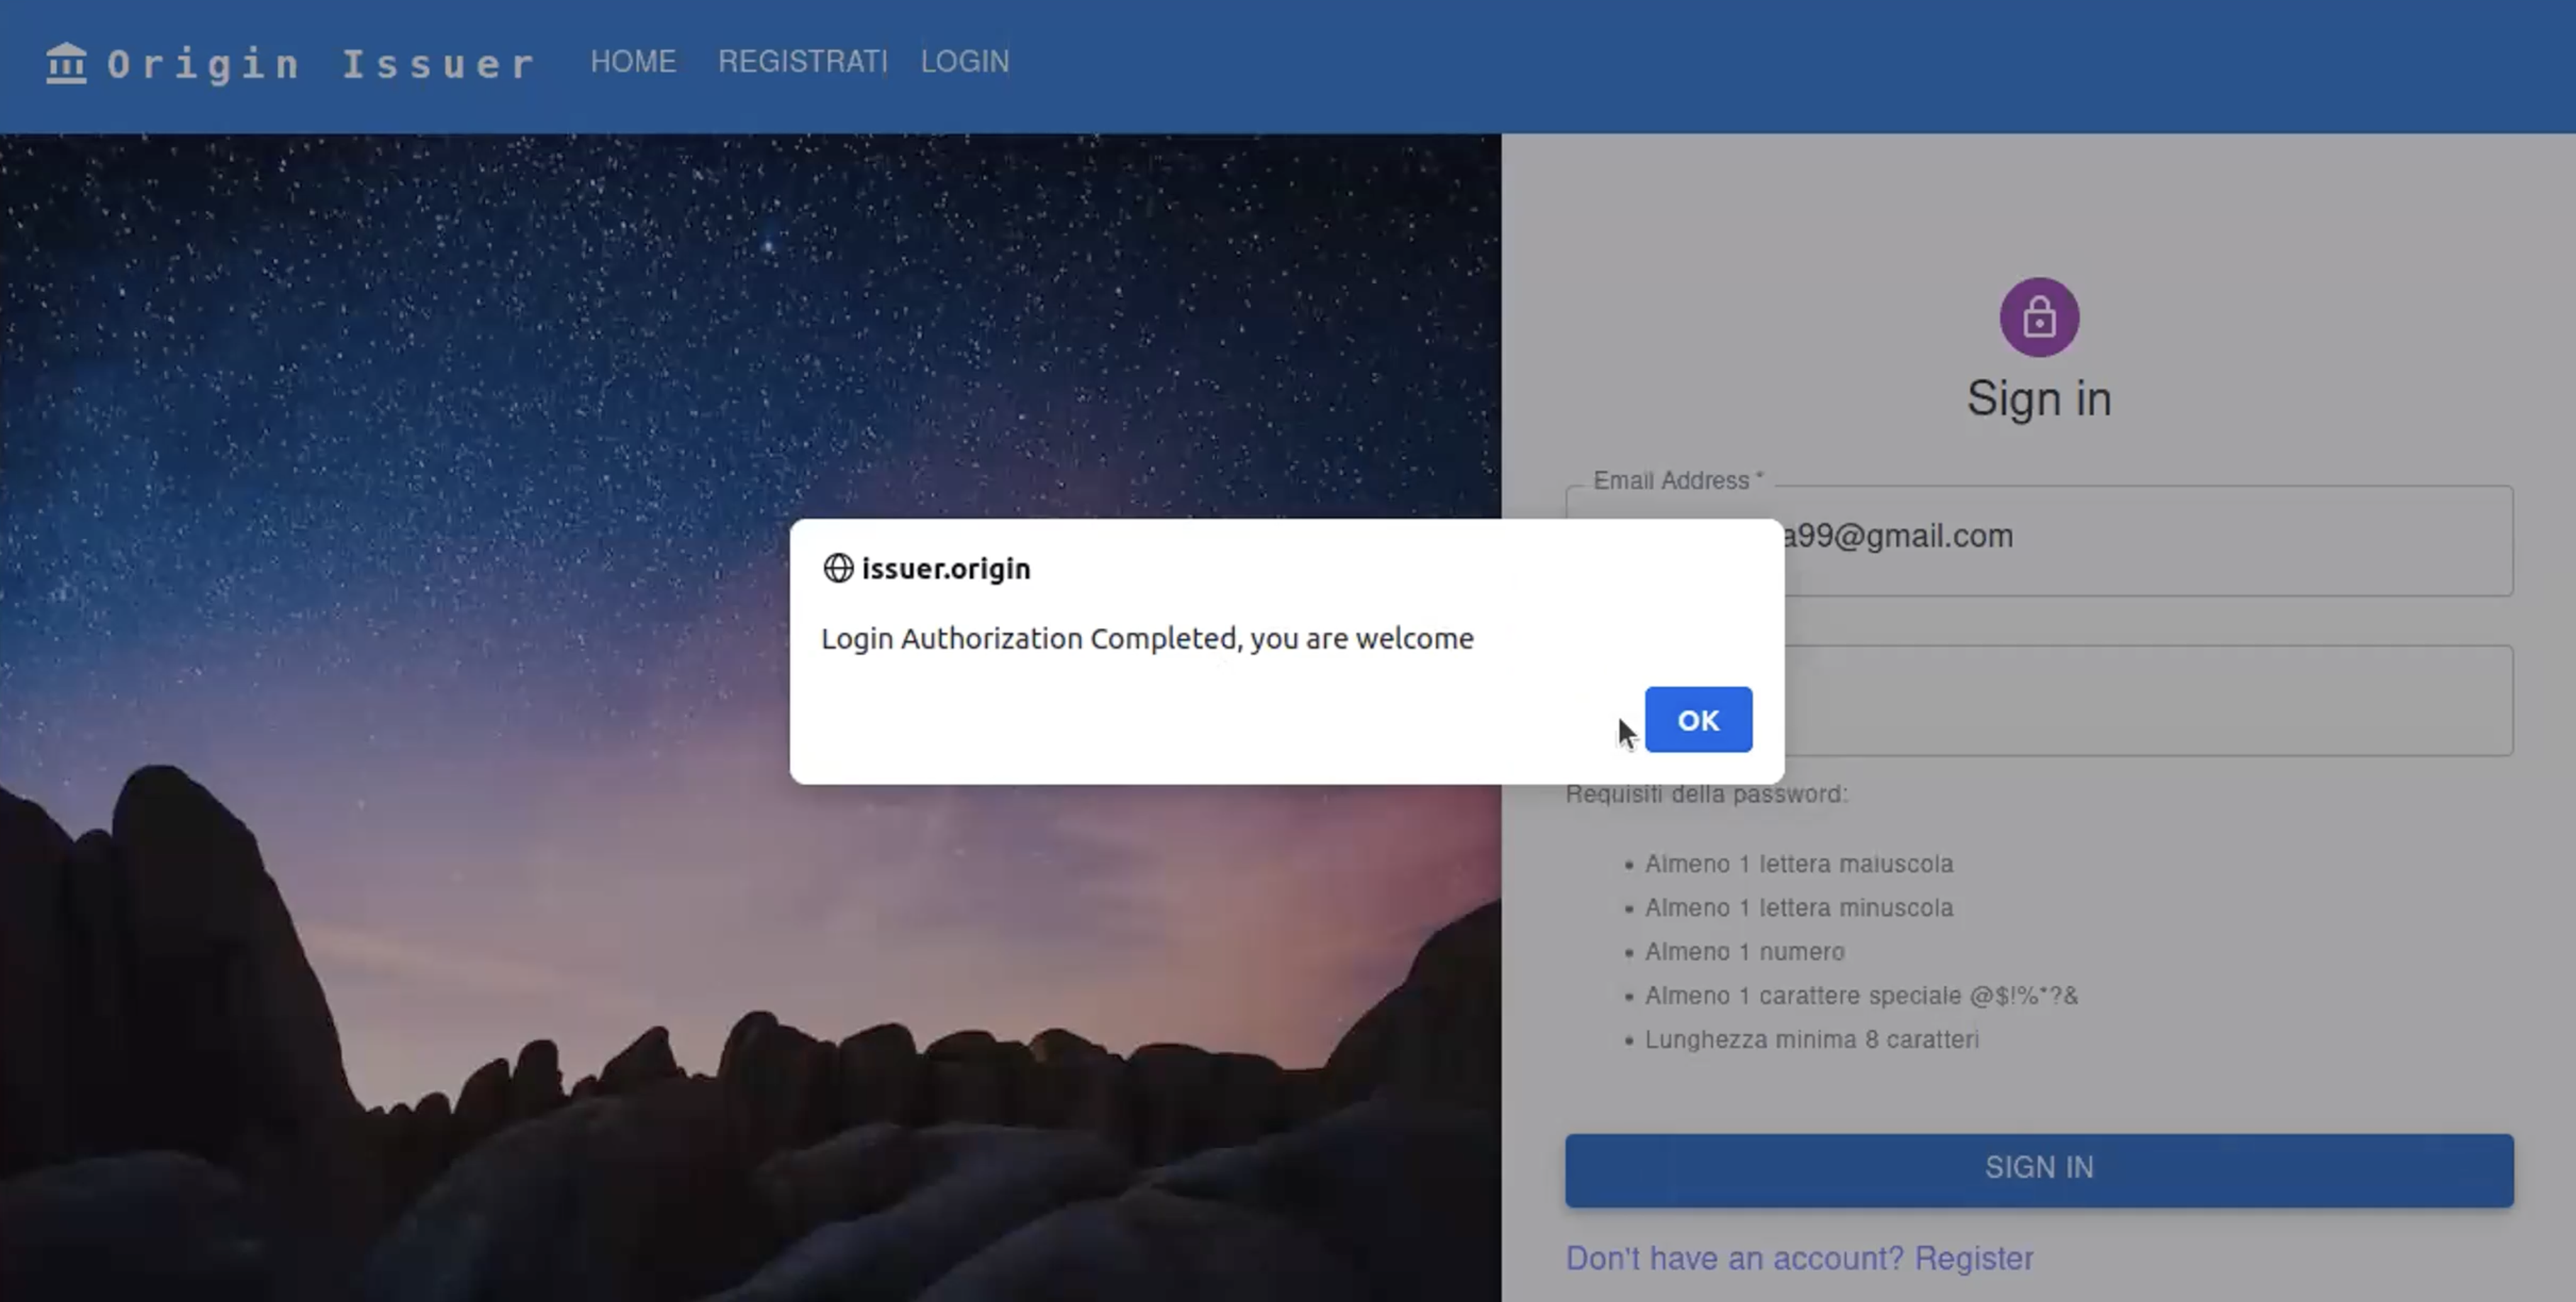 Origin Issuer HOME REGISTRATI LOGIN
Sign in
Email Address *
a99@gmail.com
issuer.origin
Login Authorization Completed, you are welcome
OK
Requisiti della password:
• Almeno 1 lettera maiuscola
• Almeno 1 lettera minuscola
• Almeno 1 numero
• Almeno 1 carattere speciale @$!%*?&
• Lunghezza minima 8 caratteri
SIGN IN
Don't have an account? Register